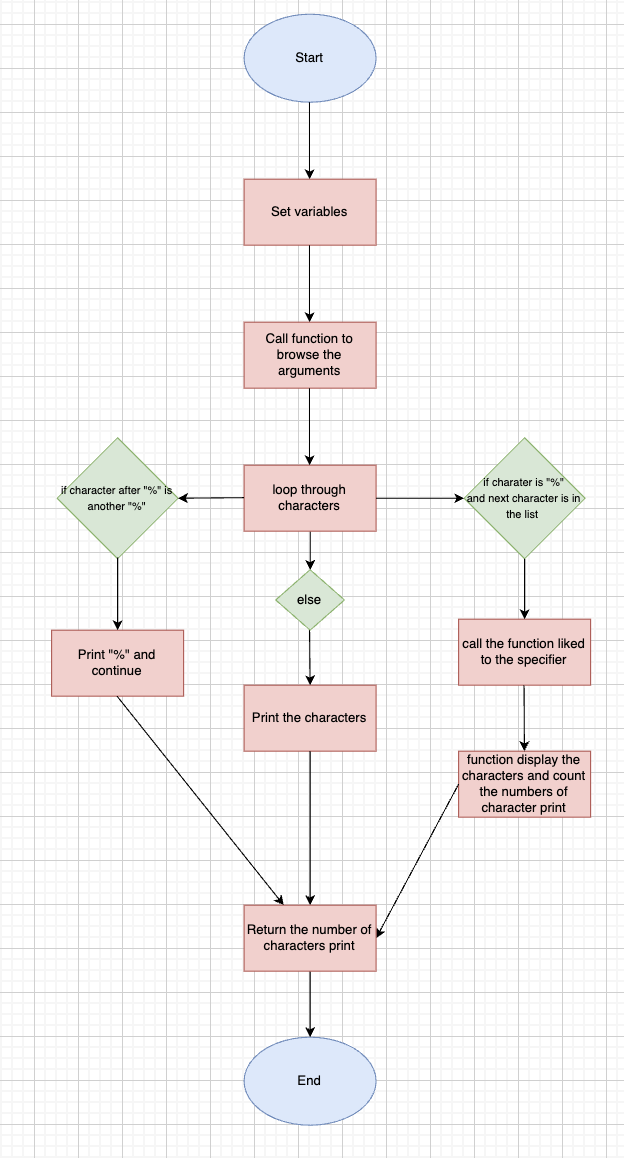 Start
Set variables
Call function to
browse the
arguments
loop through
characters
if character after "%" is
another "%"
if charater is "%"
and next character is in
the list
else
Print "%" and
continue
Print the characters
call the function liked
to the specifier
function display the
characters and count
the numbers of
character print
Return the number of
characters print
End